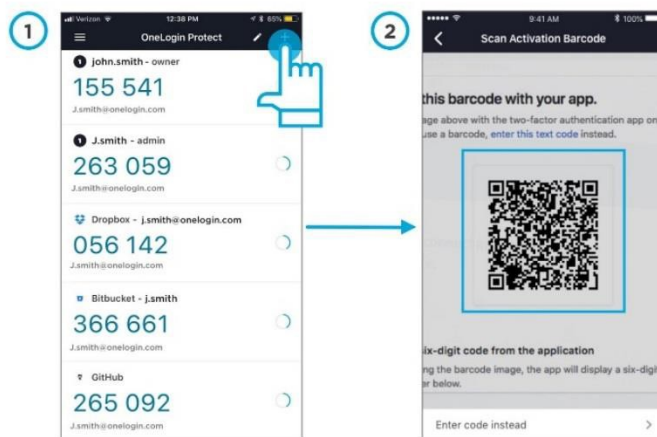 1
Verizon
12:38 PM
65%
OneLogin Protect
+
john.smith - owner
155 541
J.smith@onelogin.com
J.smith - admin
263 059
J.smith@onelogin.com
Dropbox - j.smith@onelogin.com
056 142
J.smith@onelogin.com
Bitbucket - j.smith
366 661
J.smith@onelogin.com
GitHub
265 092
J.smith@onelogin.com
2
9:41 AM
100%
Scan Activation Barcode
this barcode with your app.
age above with the two-factor authentication app on
use a barcode, enter this text code instead.
ix-digit code from the application
ng the barcode image, the app will display a six-digi
er below.
Enter code instead